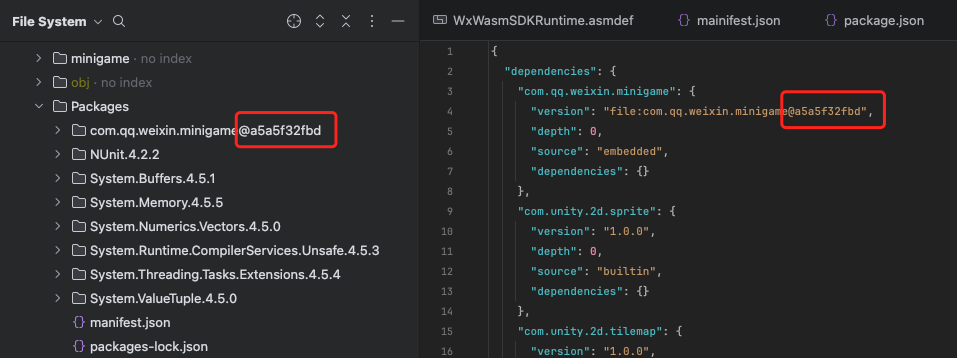 File System
minigame · no index
obj · no index
Packages
com.qq.weixin.minigame@a5a5f32fbd
NUnit.4.2.2
System.Buffers.4.5.1
System.Memory.4.5.5
System.Numerics.Vectors.4.5.0
System.Runtime.CompilerServices.Unsafe.4.5.3
System.Threading.Tasks.Extensions.4.5.4
System.ValueTuple.4.5.0
{} manifest.json
{} packages-lock.json
WxWasmSDKRuntime.asmdef {} mainifest.json {} package.json
1 {
2 "dependencies": {
3 "com.qq.weixin.minigame": {
4 "version": "file:com.qq.weixin.minigame@a5a5f32fbd",
5 "depth": 0,
6 "source": "embedded",
7 "dependencies": {}
8 },
9 "com.unity.2d.sprite": {
10 "version": "1.0.0",
11 "depth": 0,
12 "source": "builtin",
13 "dependencies": {}
14 },
15 "com.unity.2d.tilemap": {
16 "version": "1.0.0",